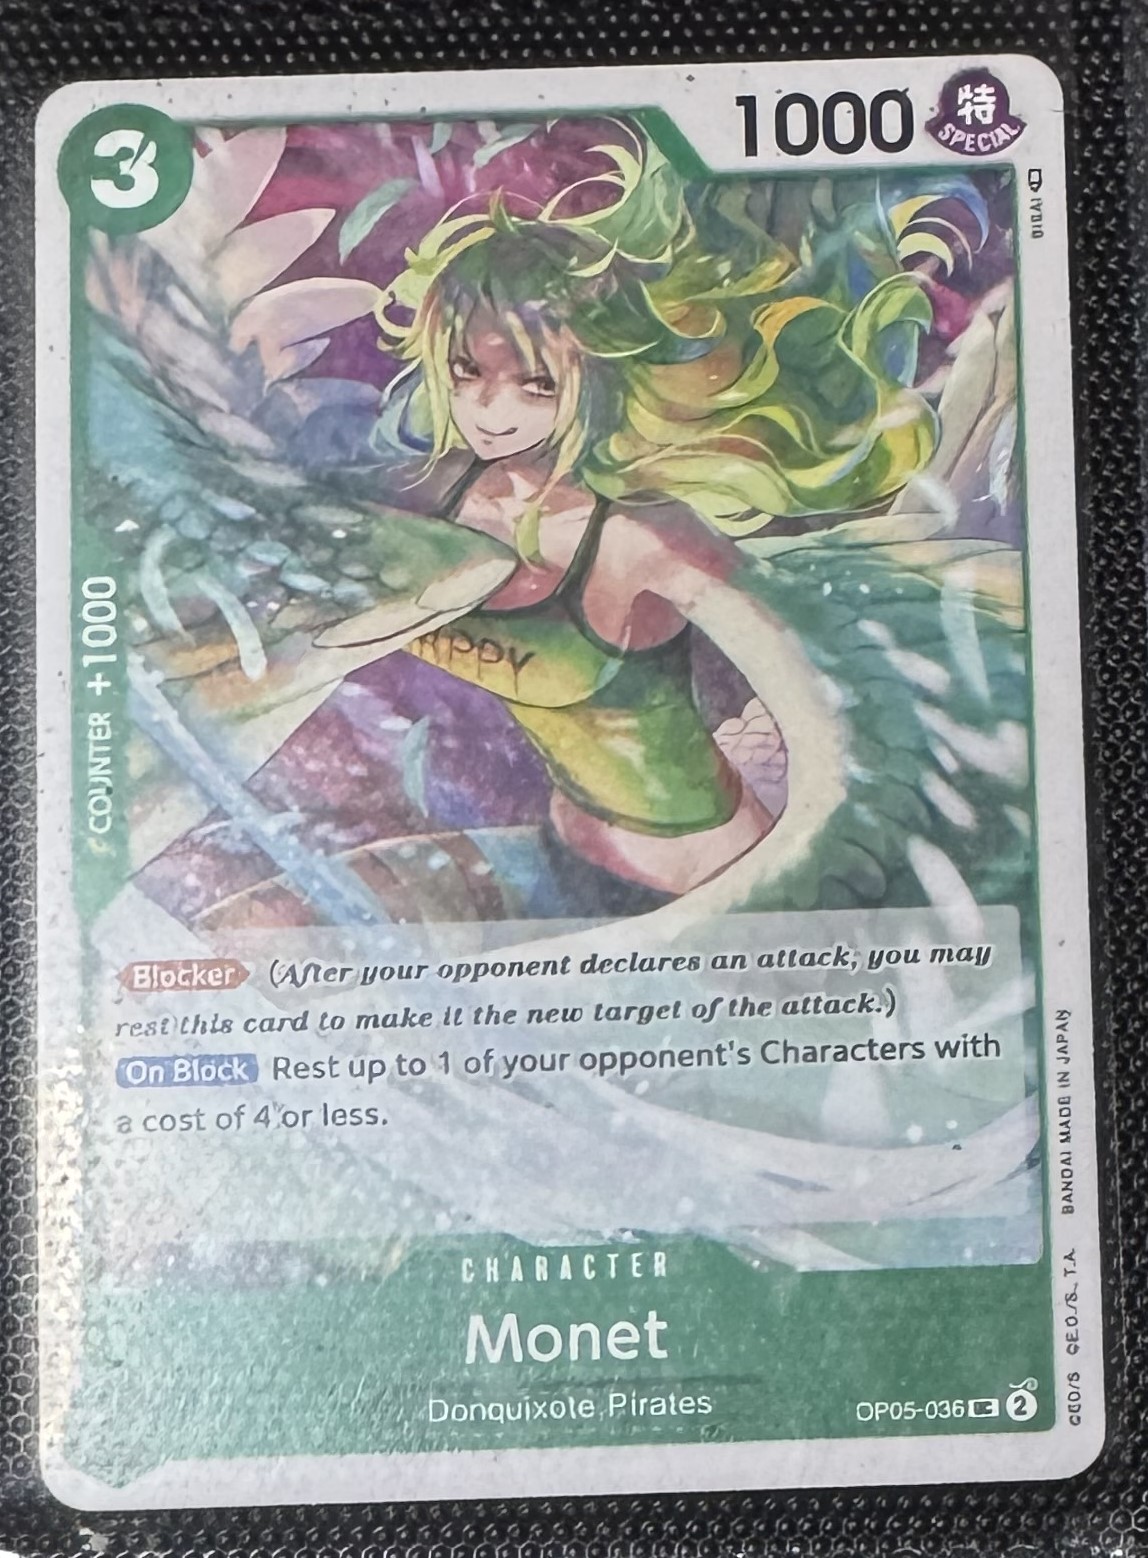 3
1000
特
SPECIAL
COUNTER +1000
PPY
Blocker (After your opponent declares an attack, you may
rest this card to make it the new target of the attack.)
On Block Rest up to 1 of your opponent's Characters with
a cost of 4 or less.
CHARACTER
Monet
Donquixote Pirates
OP05-036 C 2
BANDAI MADE IN JAPAN